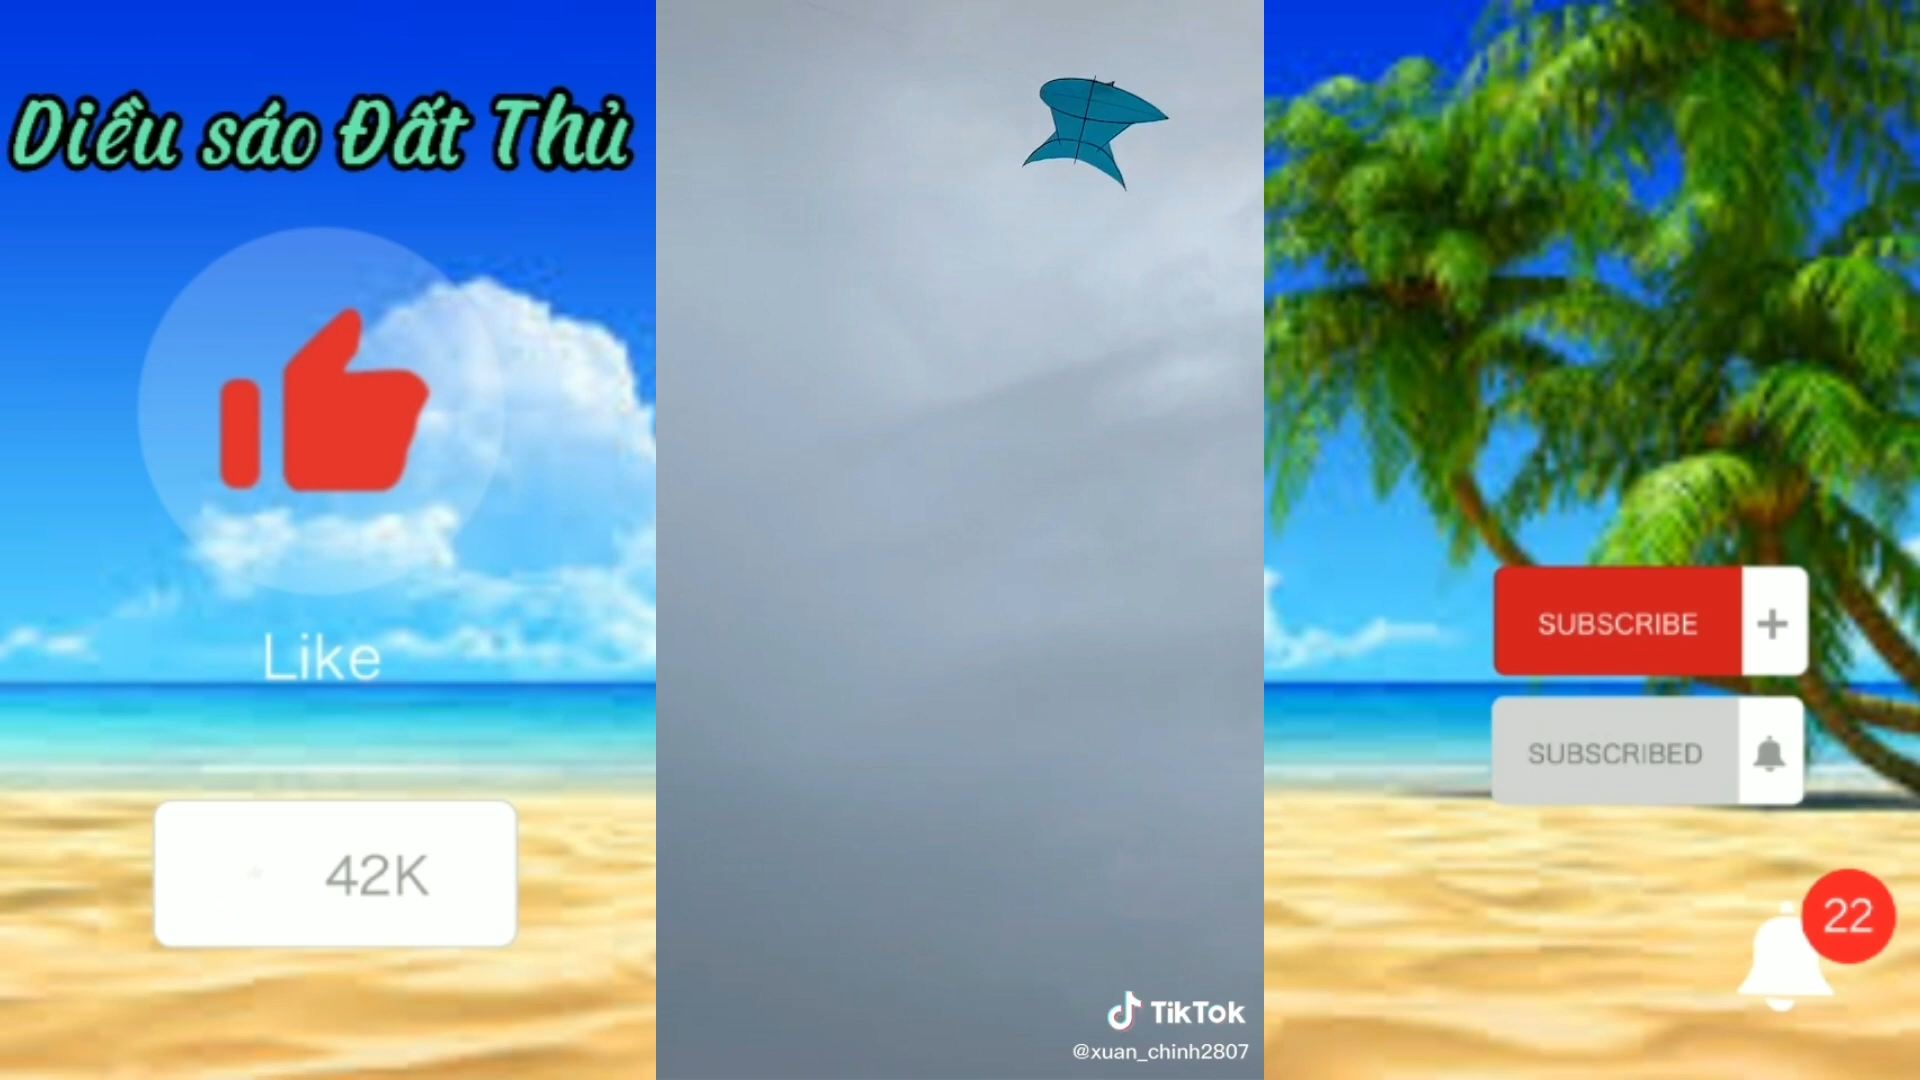 Diều sáo Đất Thủ
Like
42K
SUBSCRIBE
SUBSCRIBED
22
TikTok
@xuan_chinh2807